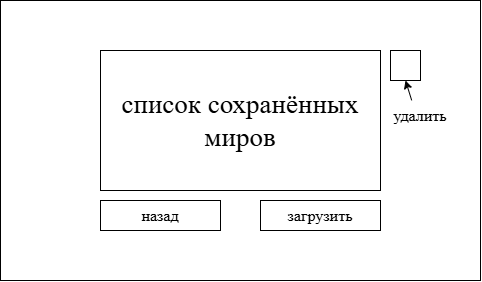 список сохранённых
миров
удалить
назад
загрузить